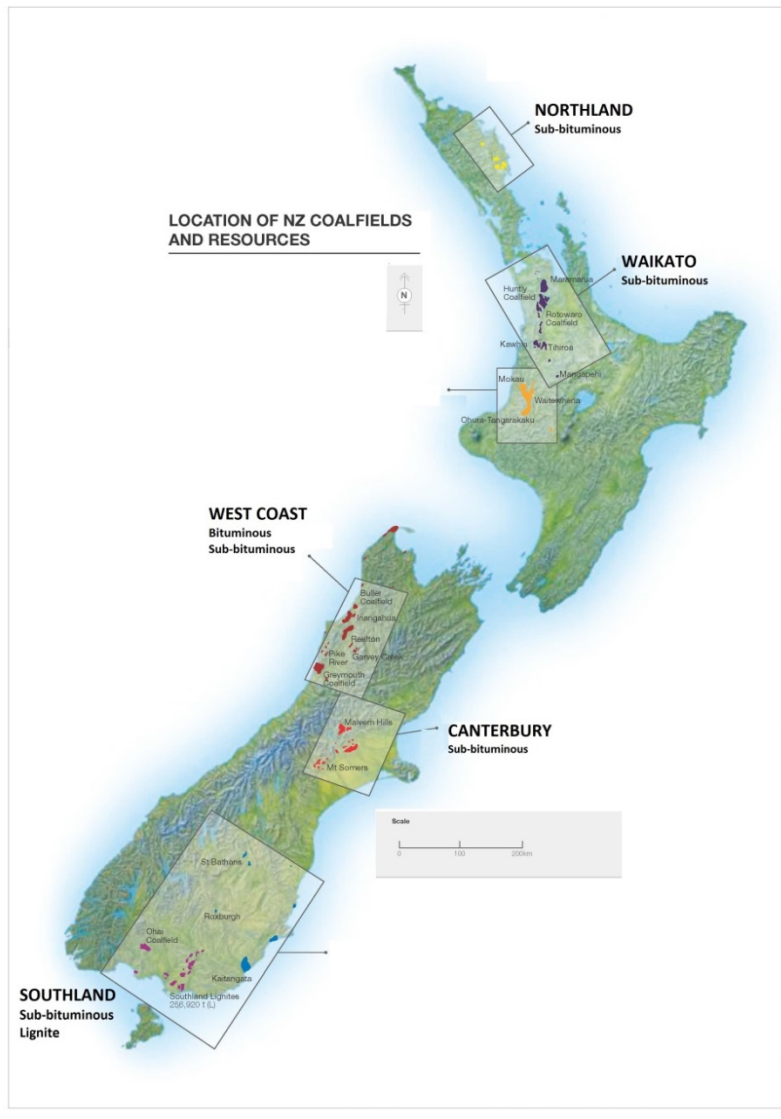 NORTHLAND
Sub-bituminous
LOCATION OF NZ COALFIELDS
AND RESOURCES
N
WAIKATO
Sub-bituminous
Maramarua
Huntly
Coalfield
Rotowaro
Coalfield
Kawhia
Tihiroa
Mangapehi
Mokau
Waitewhena
Ohura-Tangarakau
WEST COAST
Bituminous
Sub-bituminous
Buller
Coalfield
Inangahua
Reefton
Pike
River
Garvey Creek
Greymouth
Coalfield
Malvern Hills
CANTERBURY
Sub-bituminous
Mt Somers
Scale
0 100 200km
St Bathans
Roxburgh
Ohai
Coalfield
Kaitangata
Southland Lignites
256,920 t (L)
SOUTHLAND
Sub-bituminous
Lignite